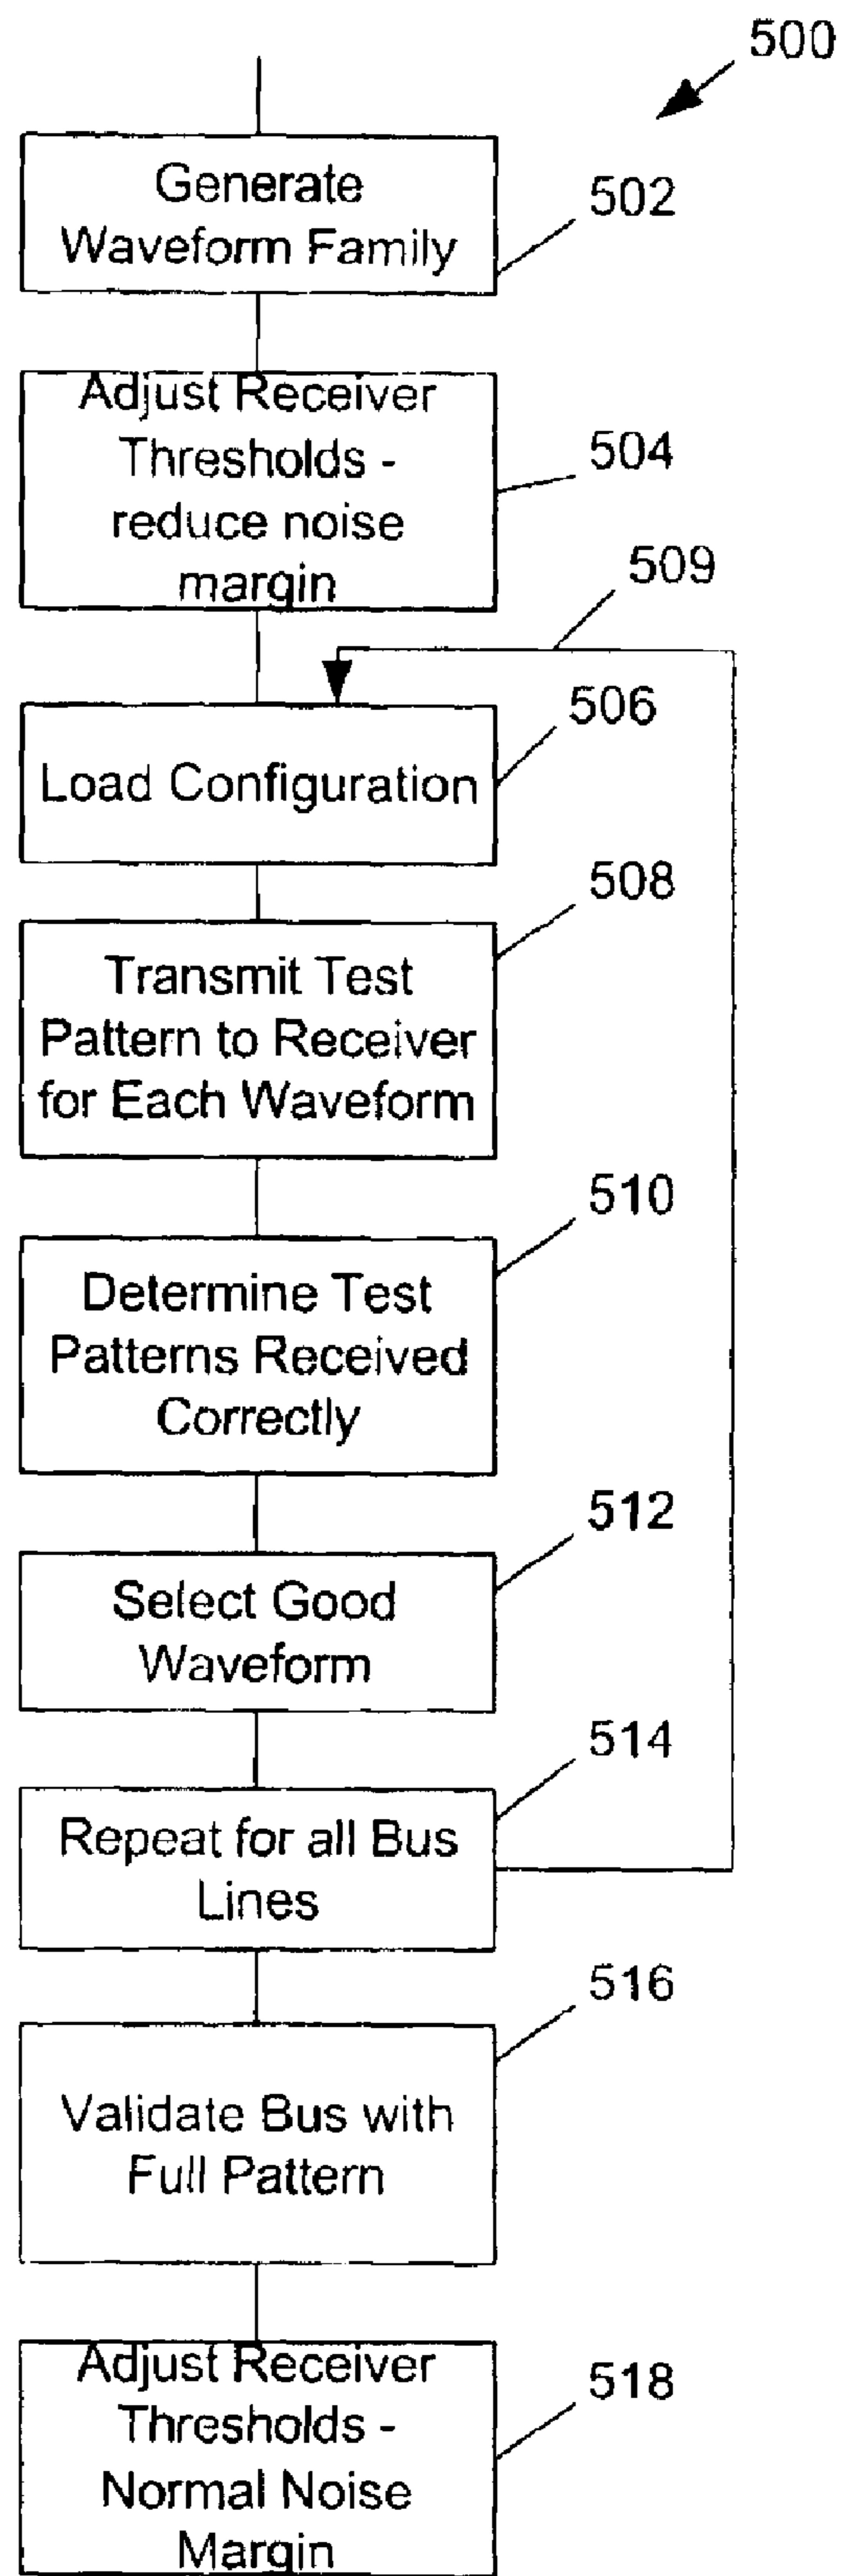 500
Generate
Waveform Family
502
Adjust Receiver
Thresholds -
reduce noise
margin
504
509
Load Configuration
506
Transmit Test
Pattern to Receiver
for Each Waveform
508
Determine Test
Patterns Received
Correctly
510
Select Good
Waveform
512
Repeat for all Bus
Lines
514
Validate Bus with
Full Pattern
516
Adjust Receiver
Thresholds -
Normal Noise
Margin
518